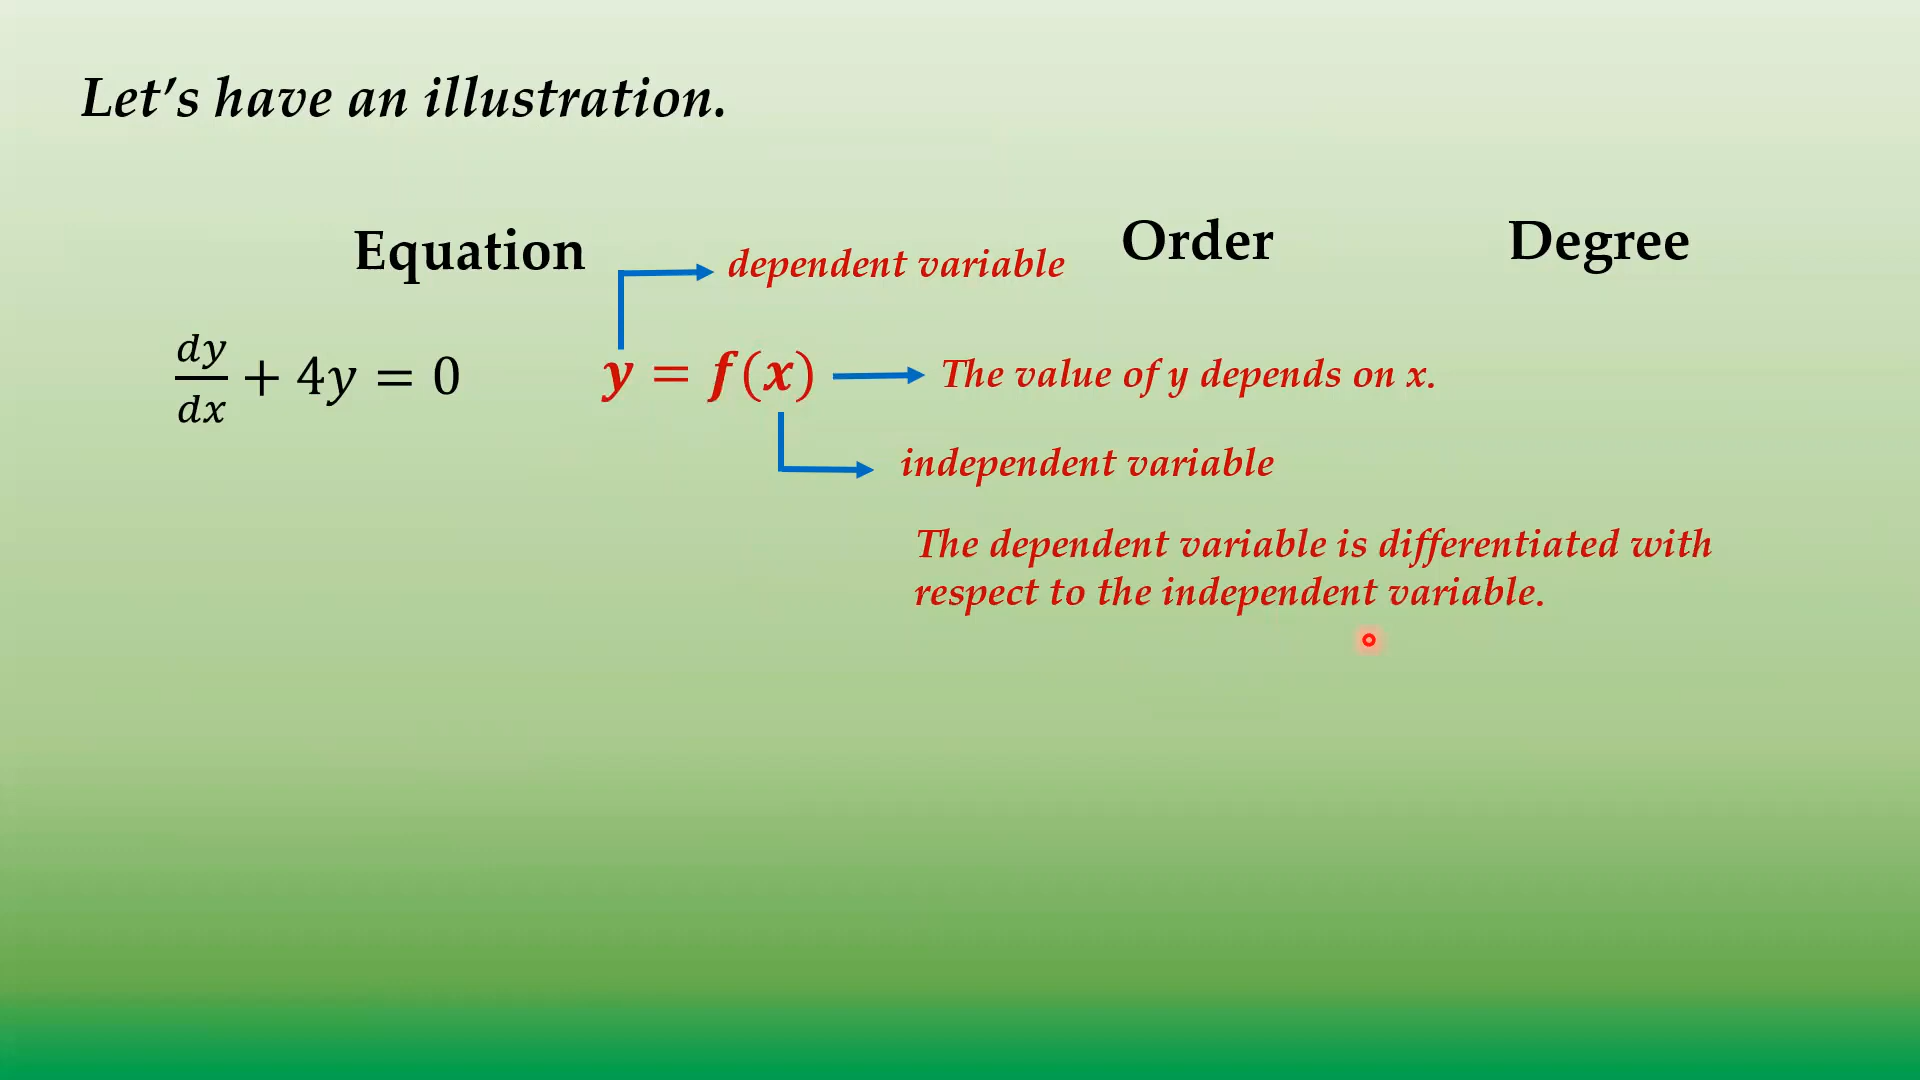 Let’s have an illustration.
Equation
Order
Degree
dependent variable
dy/dx + 4y = 0
y = f(x)
The value of y depends on x.
independent variable
The dependent variable is differentiated with
respect to the independent variable.